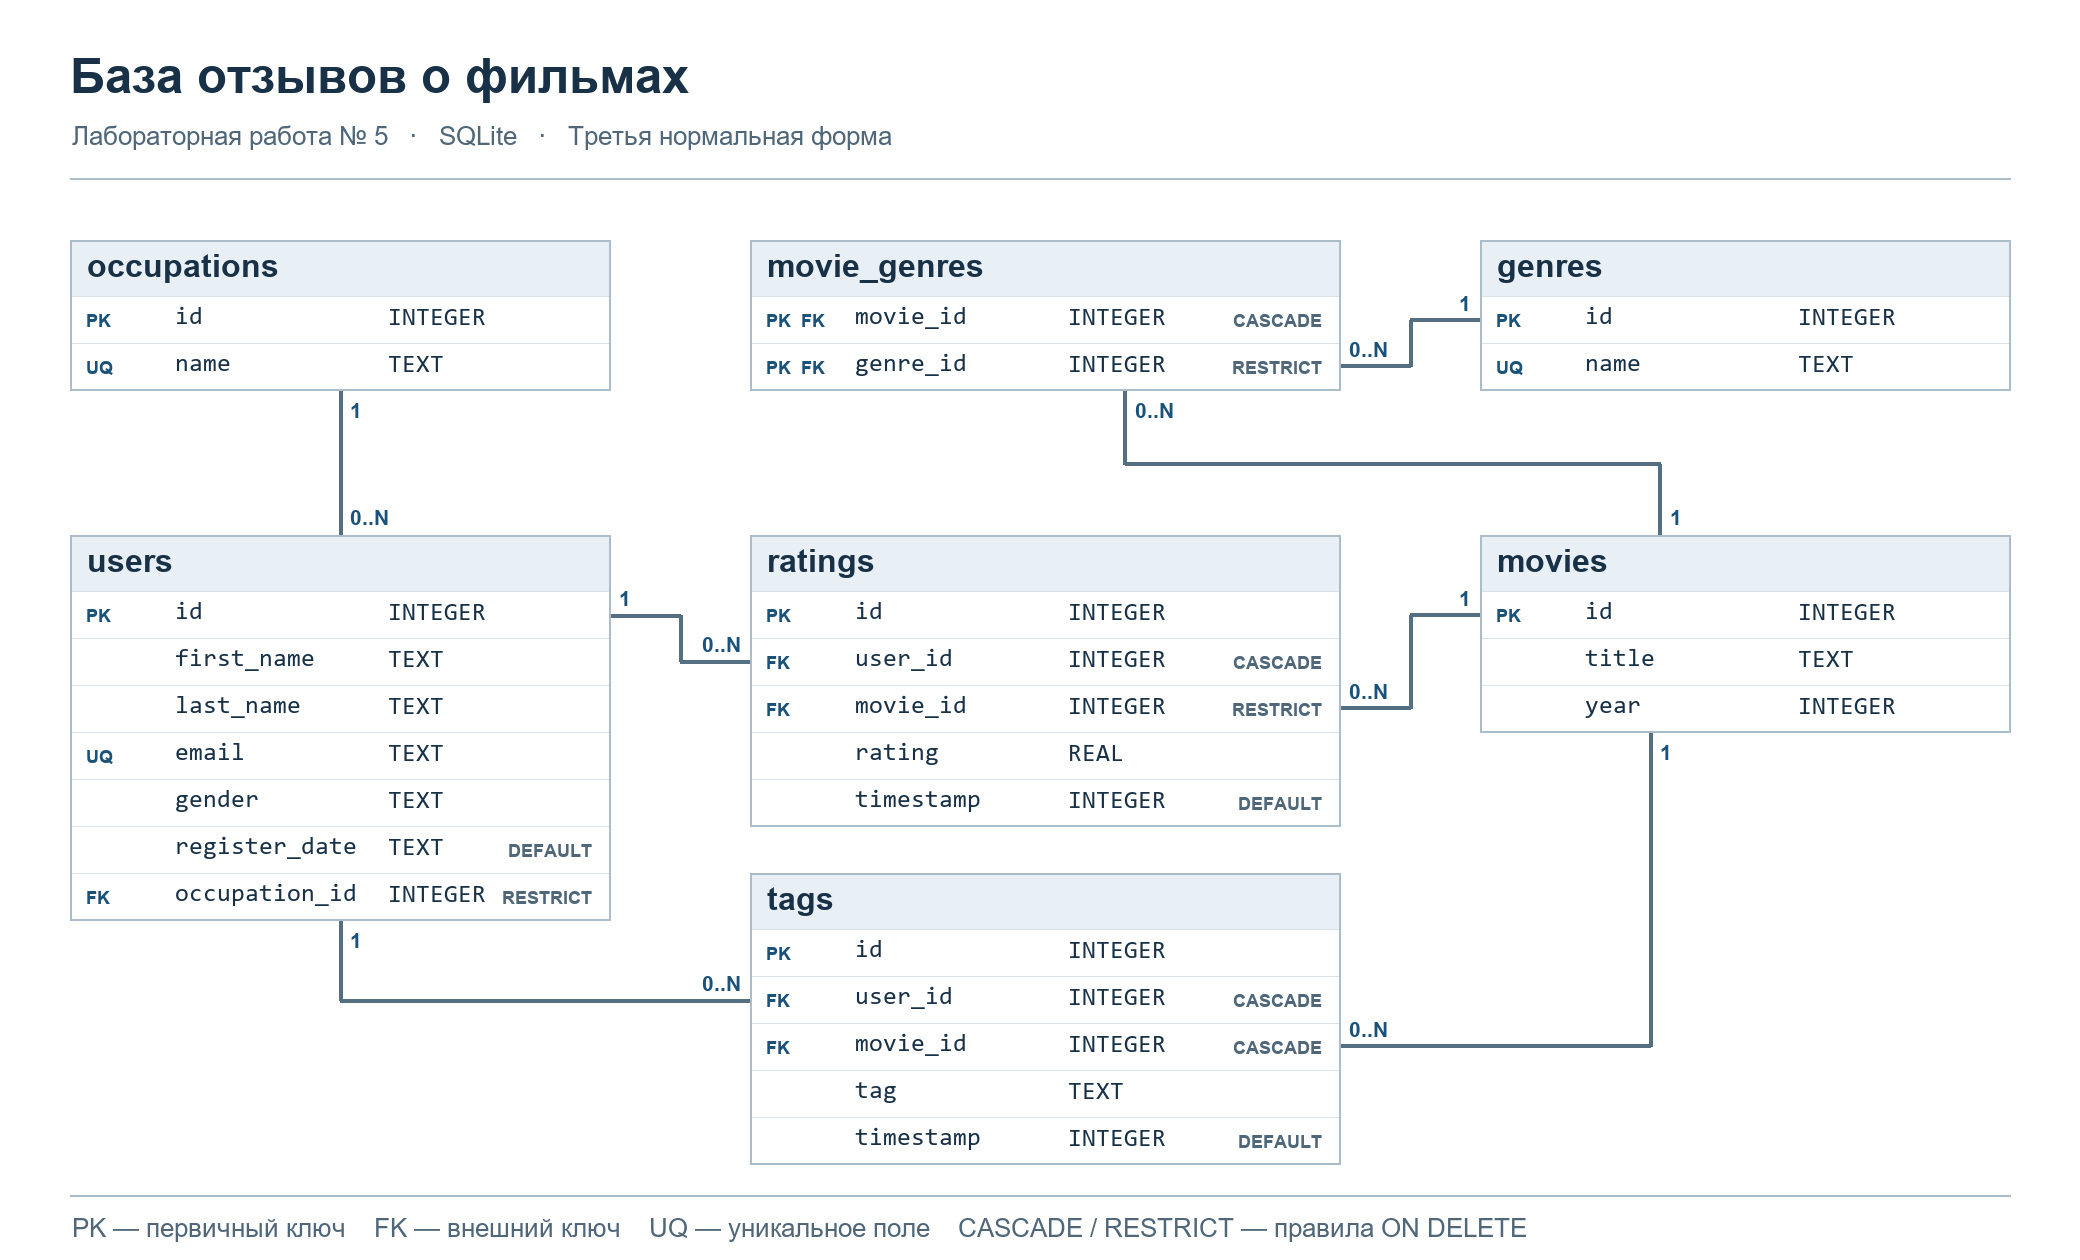 База отзывов о фильмах
Лабораторная работа № 5 · SQLite · Третья нормальная форма
occupations
PK id INTEGER
UQ name TEXT
1
0..N
movie_genres
PK FK movie_id INTEGER CASCADE
PK FK genre_id INTEGER RESTRICT
0..N
1
genres
PK id INTEGER
UQ name TEXT
0..N
1
users
PK id INTEGER
first_name TEXT
last_name TEXT
UQ email TEXT
gender TEXT
register_date TEXT DEFAULT
FK occupation_id INTEGER RESTRICT
1
0..N
ratings
PK id INTEGER
FK user_id INTEGER CASCADE
FK movie_id INTEGER RESTRICT
rating REAL
timestamp INTEGER DEFAULT
0..N
1
movies
PK id INTEGER
title TEXT
year INTEGER
1
1
0..N
tags
PK id INTEGER
FK user_id INTEGER CASCADE
FK movie_id INTEGER CASCADE
tag TEXT
timestamp INTEGER DEFAULT
0..N
PK — первичный ключ FK — внешний ключ UQ — уникальное поле CASCADE / RESTRICT — правила ON DELETE